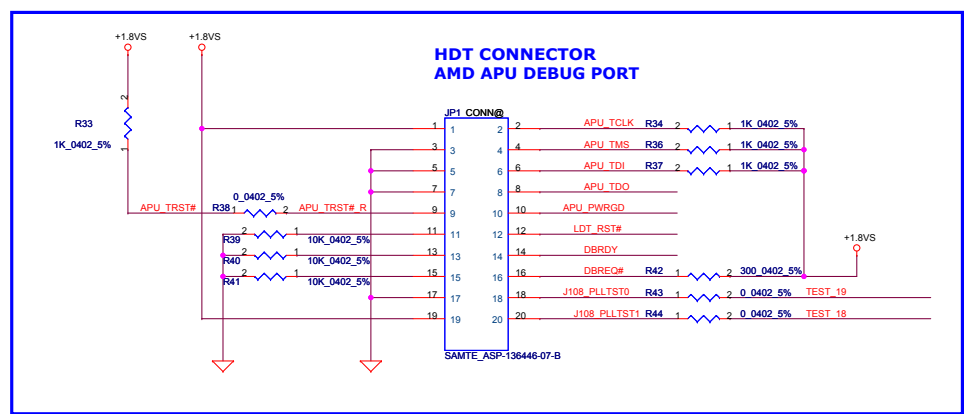 +1.8VS +1.8VS
HDT CONNECTOR
AMD APU DEBUG PORT
2
R33
1K_0402_5%
1
JP1 CONN@
1 1 2 2 APU_TCLK R34 2 1 1K_0402_5%
3 3 4 4 APU_TMS R36 2 1 1K_0402_5%
5 5 6 6 APU_TDI R37 2 1 1K_0402_5%
7 7 8 8 APU_TDO
0_0402_5%
APU_TRST# R38 1 2 APU_TRST#_R 9 9 10 10 APU_PWRGD
R39 2 1 10K_0402_5% 11 11 12 12 LDT_RST#
R40 2 1 10K_0402_5% 13 13 14 14 DBRDY
+1.8VS
R41 2 1 10K_0402_5% 15 15 16 16 DBREQ# R42 1 2 300_0402_5%
17 17 18 18 J108_PLLTST0 R43 1 2 0_0402_5% TEST_19
19 19 20 20 J108_PLLTST1 R44 1 2 0_0402_5% TEST_18
SAMTE_ASP-136446-07-B